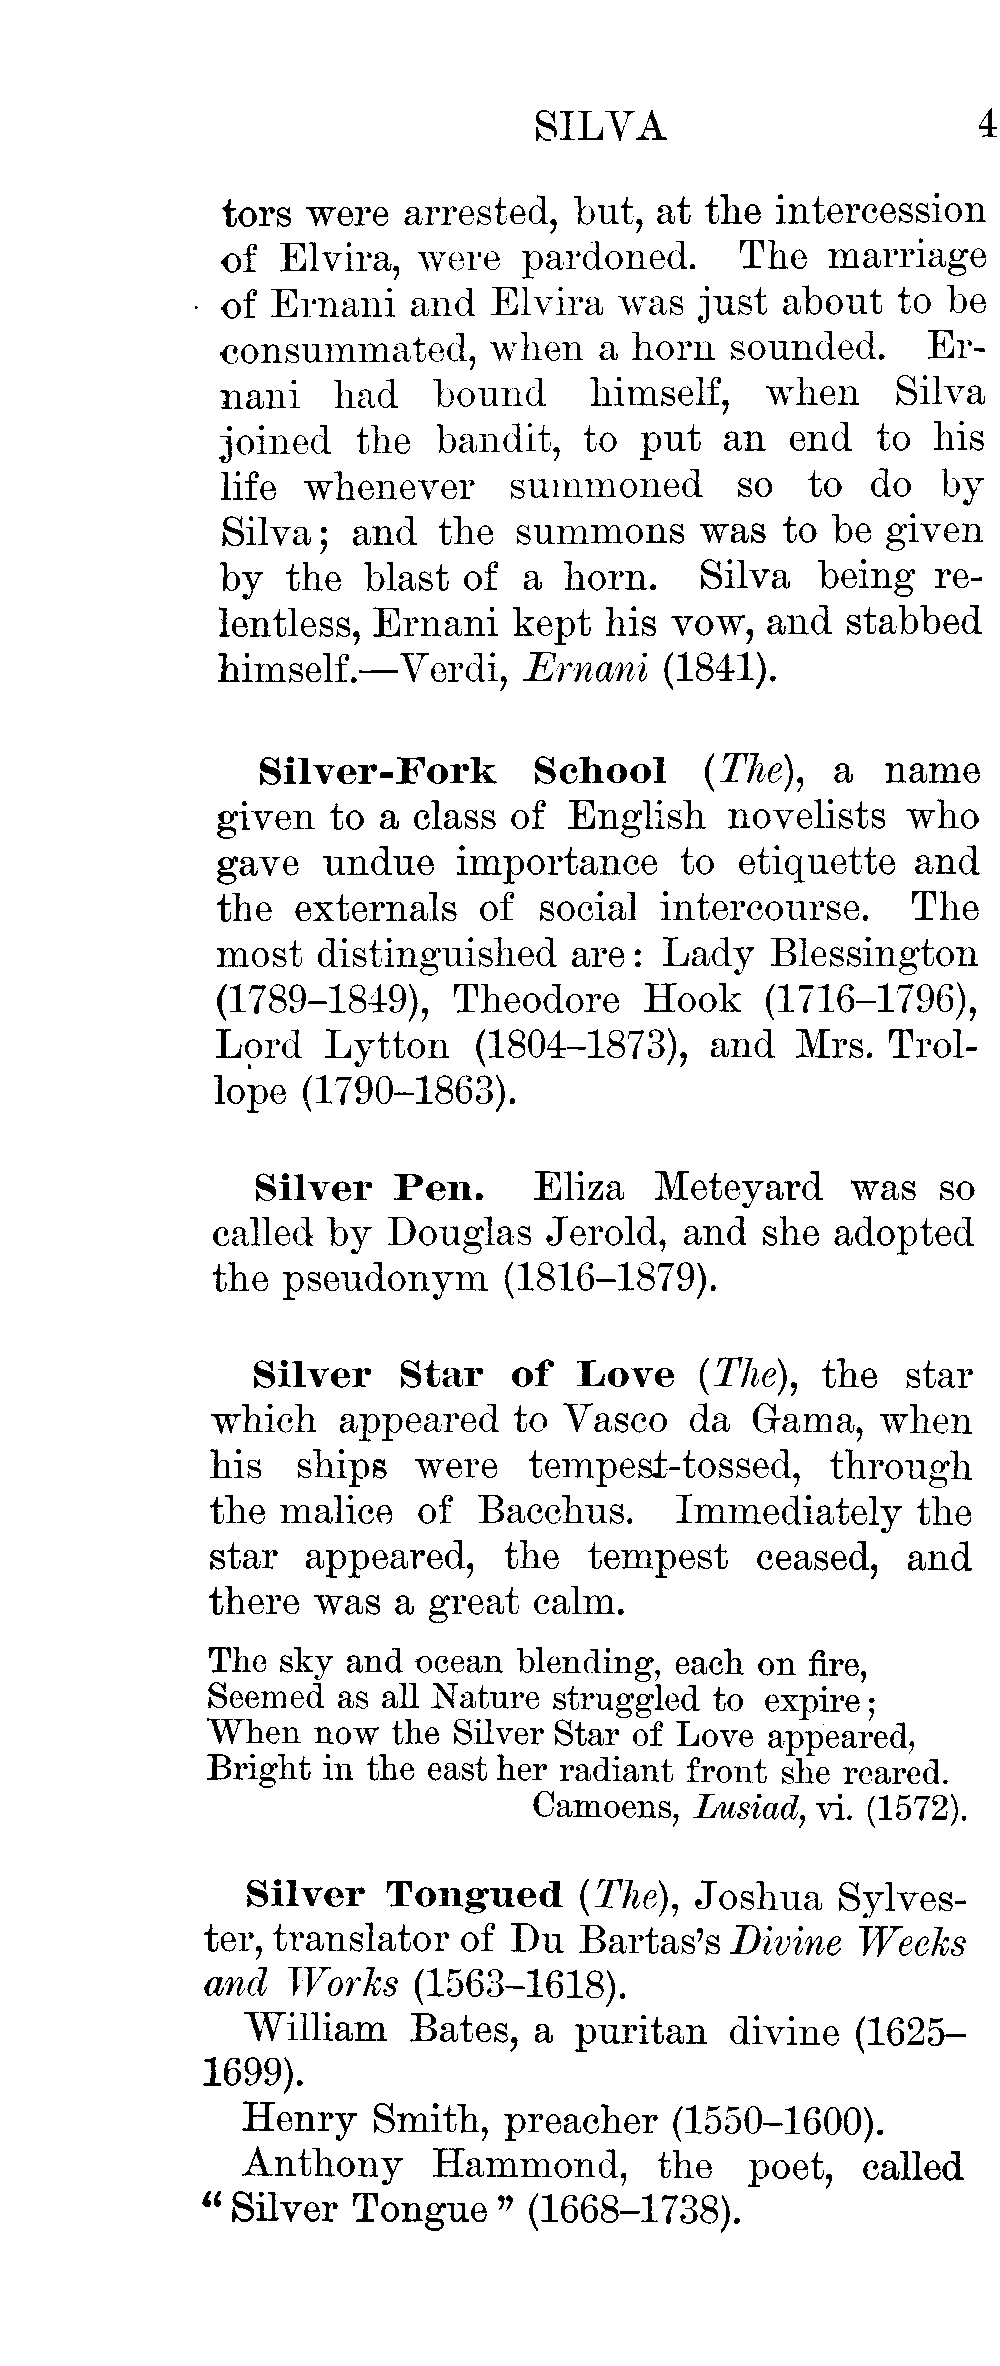 SILVA 4
tors were arrested, but, at the intercession
of Elvira, were pardoned. The marriage
of Ernani and Elvira was just about to be
consummated, when a horn sounded. Er-
nani had bound himself, when Silva
joined the bandit, to put an end to his
life whenever summoned so to do by
Silva; and the summons was to be given
by the blast of a horn. Silva being re-
lentless, Ernani kept his vow, and stabbed
himself.—Verdi, Ernani (1841).
Silver-Fork School (The), a name
given to a class of English novelists who
gave undue importance to etiquette and
the externals of social intercourse. The
most distinguished are: Lady Blessington
(1789–1849), Theodore Hook (1716–1796),
Lord Lytton (1804–1873), and Mrs. Trol-
lope (1790–1863).
Silver Pen. Eliza Meteyard was so
called by Douglas Jerold, and she adopted
the pseudonym (1816–1879).
Silver Star of Love (The), the star
which appeared to Vasco da Gama, when
his ships were tempest-tossed, through
the malice of Bacchus. Immediately the
star appeared, the tempest ceased, and
there was a great calm.
The sky and ocean blending, each on fire,
Seemed as all Nature struggled to expire;
When now the Silver Star of Love appeared,
Bright in the east her radiant front she reared.
Camoens, Lusiad, vi. (1572).
Silver Tongued (The), Joshua Sylves-
ter, translator of Du Bartas's Divine Weeks
and Works (1563–1618).
William Bates, a puritan divine (1625–
1699).
Henry Smith, preacher (1550–1600).
Anthony Hammond, the poet, called
"Silver Tongue" (1668–1738).